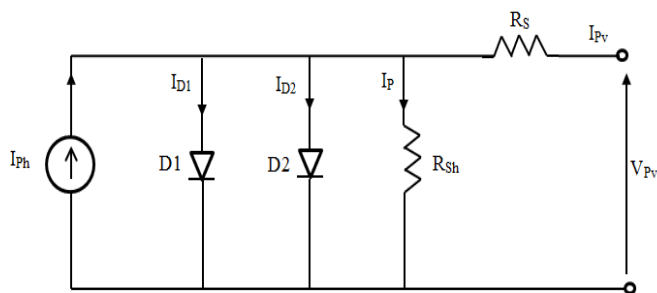 R_S I_Pv
I_D1 I_D2 I_P
I_Ph D1 D2 R_Sh V_Pv